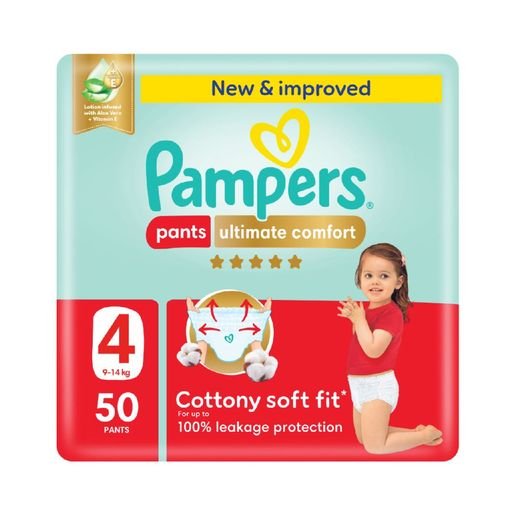 New & improved
E
Lotion infused
with Aloe Vera
+ Vitamin E
Pampers®
pants ultimate comfort
4
9-14 kg
50
PANTS
Cottony soft fit*
For up to
100% leakage protection